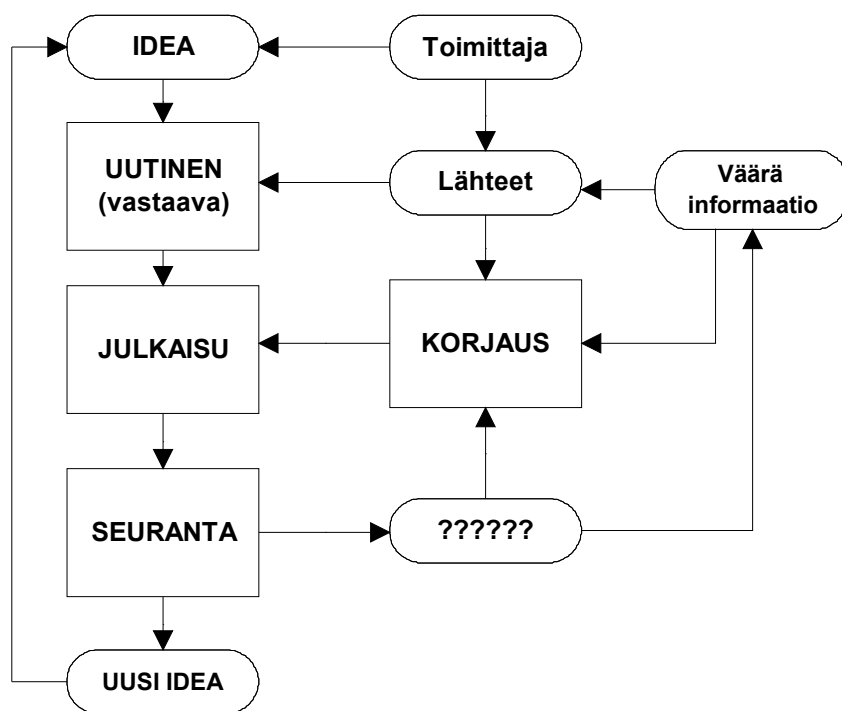 IDEA
Toimittaja
UUTINEN
(vastaava)
Lähteet
Väärä
informaatio
JULKAISU
KORJAUS
SEURANTA
??????
UUSI IDEA